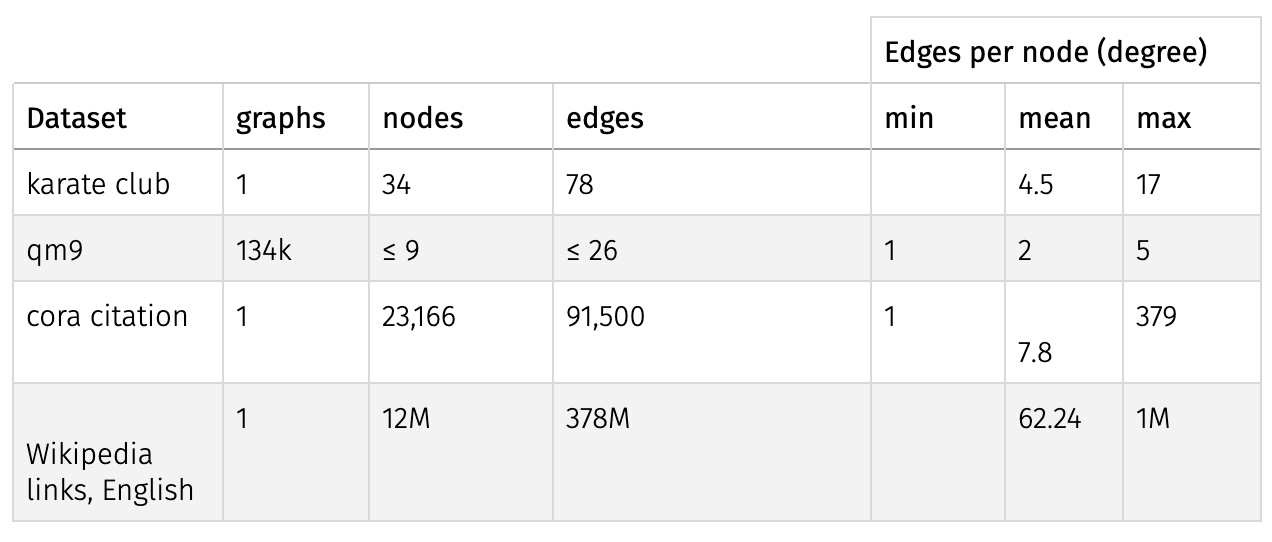 Edges per node (degree)
Dataset graphs nodes edges min mean max
karate club 1 34 78 4.5 17
qm9 134k ≤ 9 ≤ 26 1 2 5
cora citation 1 23,166 91,500 1 379
7.8
1 12M 378M 62.24 1M
Wikipedia
links, English